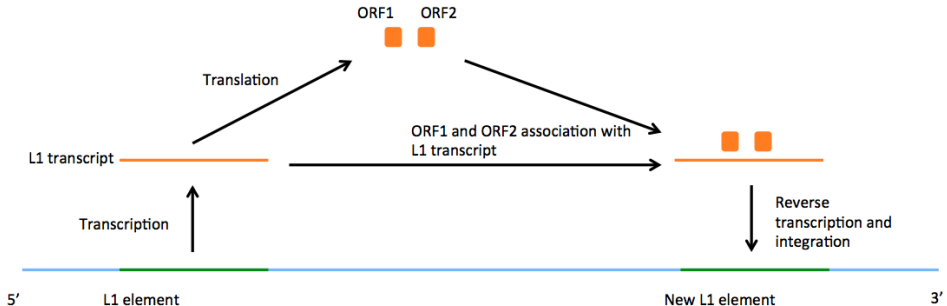 ORF1 ORF2
Translation
ORF1 and ORF2 association with
L1 transcript
L1 transcript
Transcription
Reverse
transcription and
integration
5’ L1 element New L1 element 3’